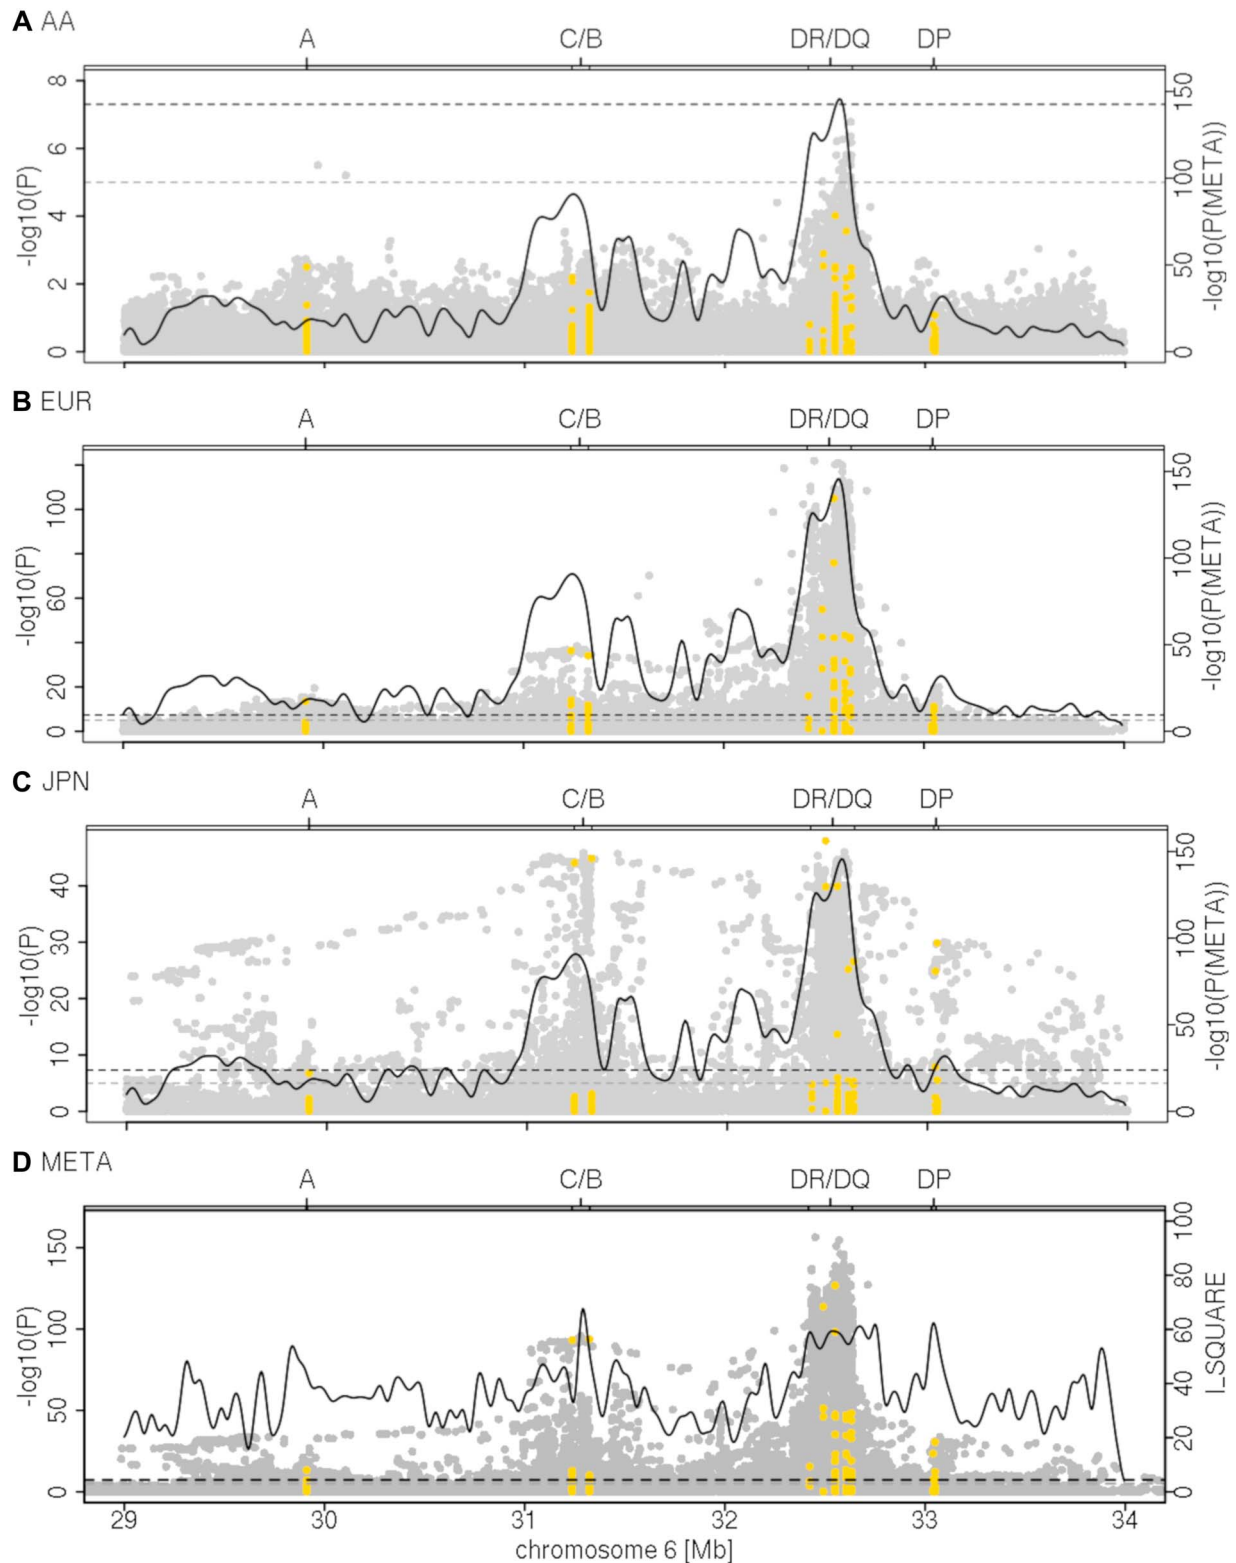 A AA
A C/B DR/DQ DP
-log10(P)
0 2 4 6 8
-log10(P(META))
0 50 100 150
B EUR
A C/B DR/DQ DP
-log10(P)
0 20 60 100
-log10(P(META))
0 50 100 150
C JPN
A C/B DR/DQ DP
-log10(P)
0 10 20 30 40
-log10(P(META))
0 50 100 150
D META
A C/B DR/DQ DP
-log10(P)
0 50 100 150
I_SQUARE
0 20 40 60 80 100
29 30 31 32 33 34
chromosome 6 [Mb]